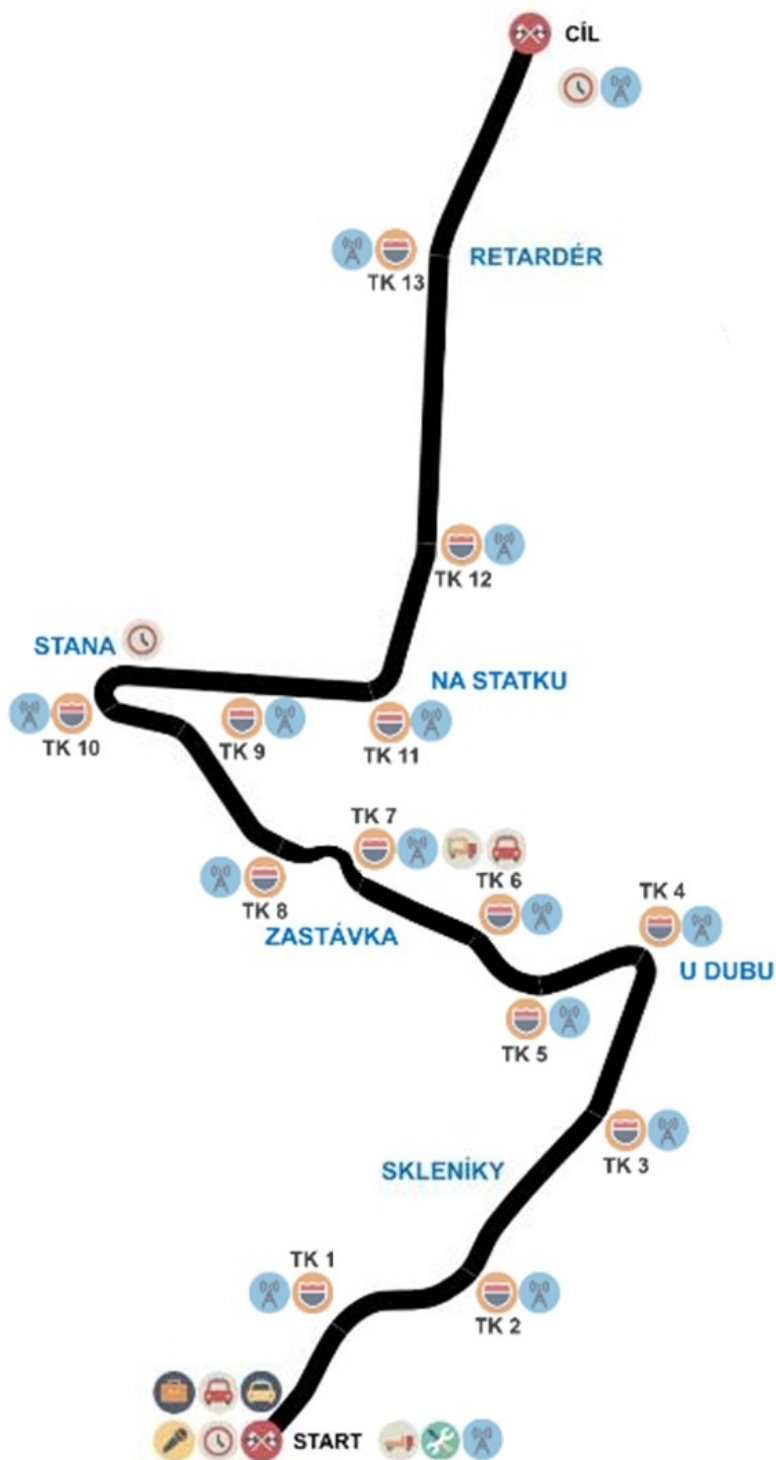 CÍL
RETARDÉR
TK 13
TK 12
STANA
NA STATKU
TK 10
TK 9
TK 11
TK 7
TK 6
TK 8
TK 4
ZASTÁVKA
U DUBU
TK 5
SKLENÍKY
TK 3
TK 1
TK 2
START